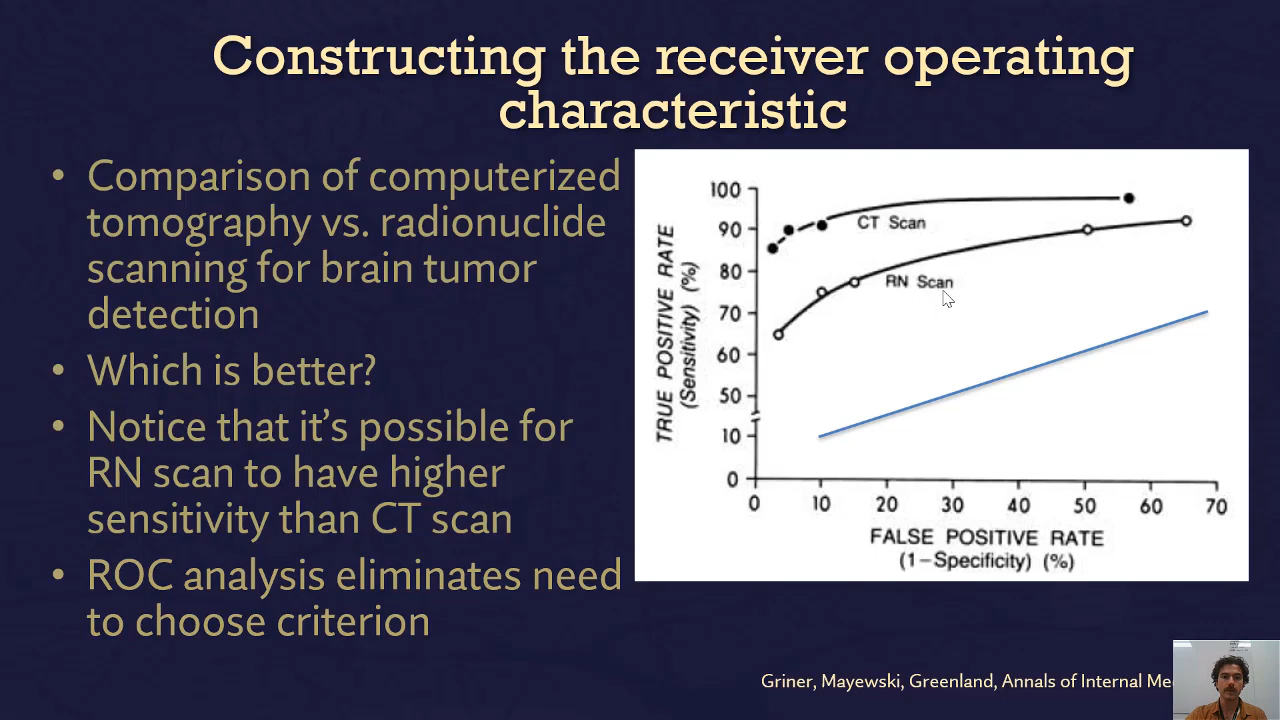 Constructing the receiver operating
characteristic
• Comparison of computerized
tomography vs. radionuclide
scanning for brain tumor
detection
• Which is better?
• Notice that it’s possible for
RN scan to have higher
sensitivity than CT scan
• ROC analysis eliminates need
to choose criterion
TRUE POSITIVE RATE
(Sensitivity) (%)
100
90
80
70
60
50
10
0
CT Scan
RN Scan
0 10 20 30 40 50 60 70
FALSE POSITIVE RATE
(1–Specificity) (%)
Griner, Mayewski, Greenland, Annals of Internal